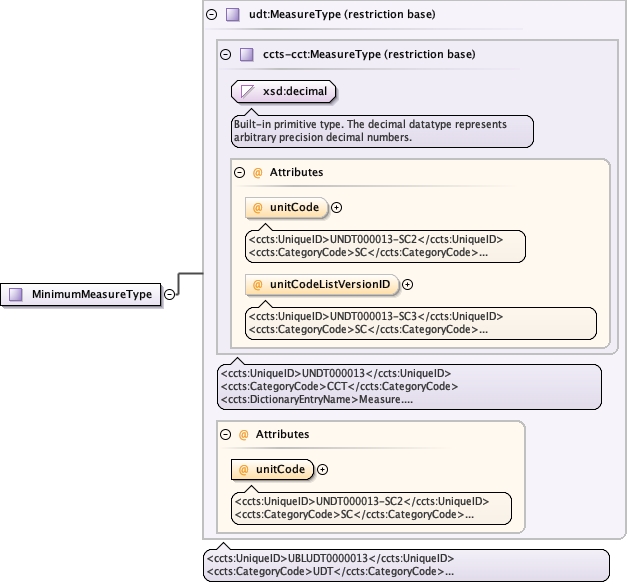 udt:MeasureType (restriction base)
ccts-cct:MeasureType (restriction base)
xsd:decimal
Built-in primitive type. The decimal datatype represents
arbitrary precision decimal numbers.
@ Attributes
@ unitCode
<ccts:UniqueID>UNDT000013-SC2</ccts:UniqueID>
<ccts:CategoryCode>SC</ccts:CategoryCode>...
@ unitCodeListVersionID
<ccts:UniqueID>UNDT000013-SC3</ccts:UniqueID>
<ccts:CategoryCode>SC</ccts:CategoryCode>...
MinimumMeasureType
<ccts:UniqueID>UNDT000013</ccts:UniqueID>
<ccts:CategoryCode>CCT</ccts:CategoryCode>
<ccts:DictionaryEntryName>Measure....
@ Attributes
@ unitCode
<ccts:UniqueID>UNDT000013-SC2</ccts:UniqueID>
<ccts:CategoryCode>SC</ccts:CategoryCode>...
<ccts:UniqueID>UBLUDT0000013</ccts:UniqueID>
<ccts:CategoryCode>UDT</ccts:CategoryCode>...